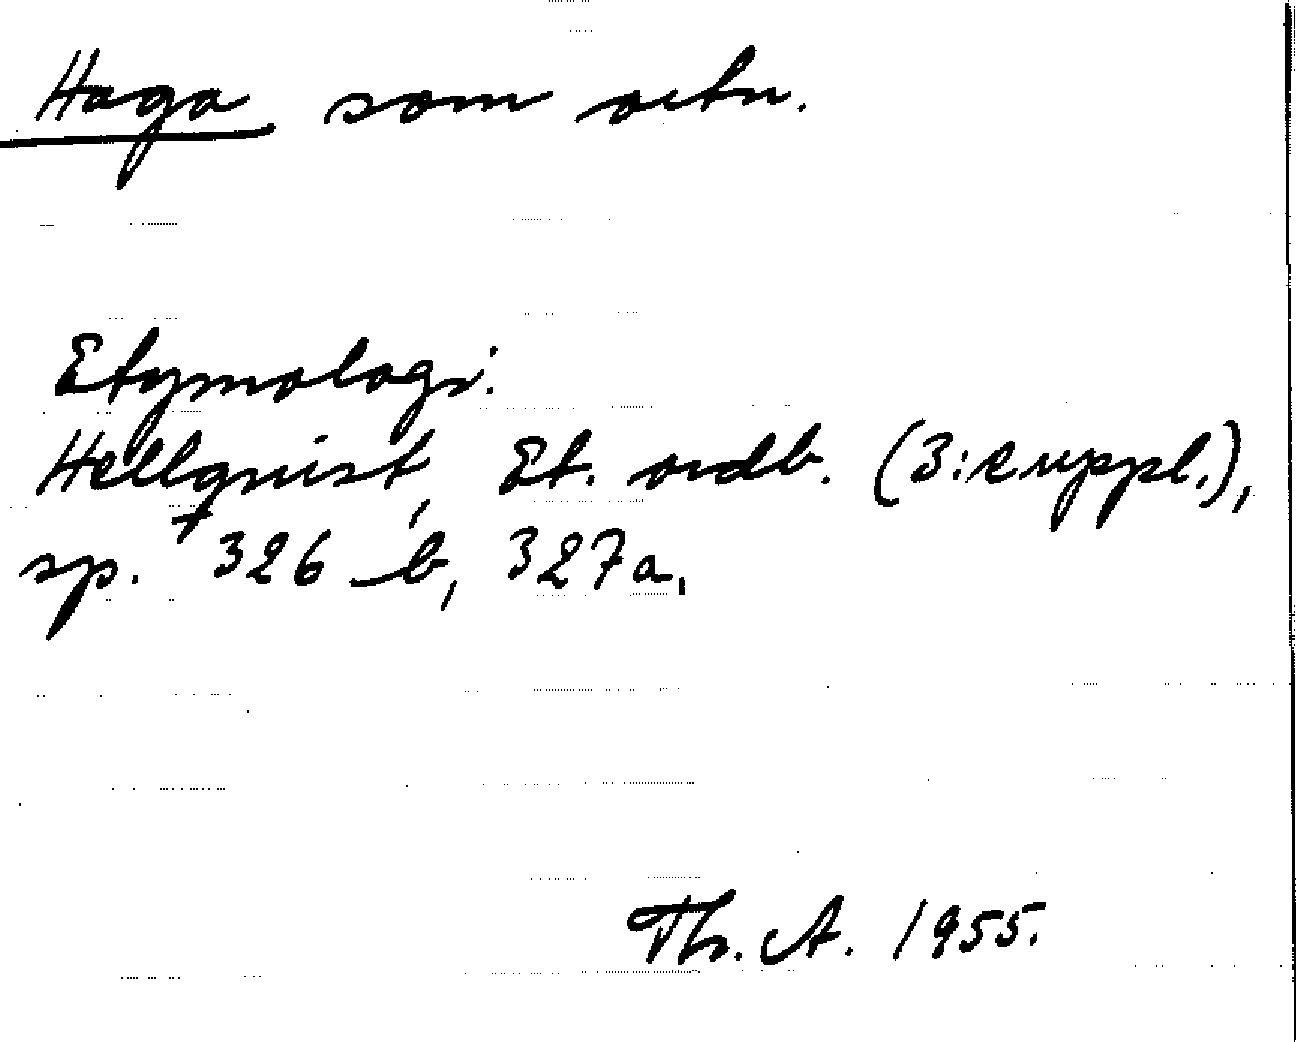 Haga som ortn.
Etymologi:
Hellquist, Et. ordb. (3:e uppl.),
sp. 326 b, 327a.
Th. A. 1955.